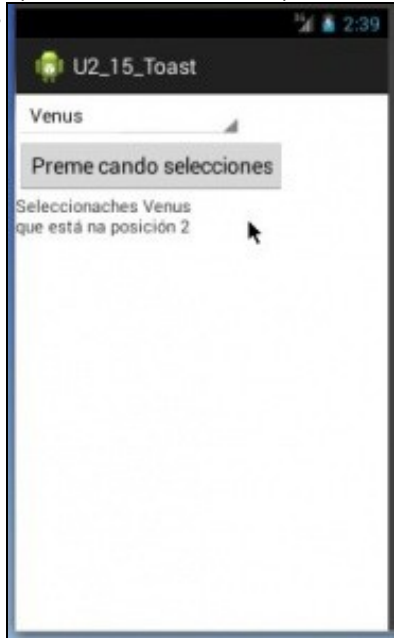 2:39
U2_15_Toast
Venus
Preme cando selecciones
Seleccionaches Venus
que está na posición 2